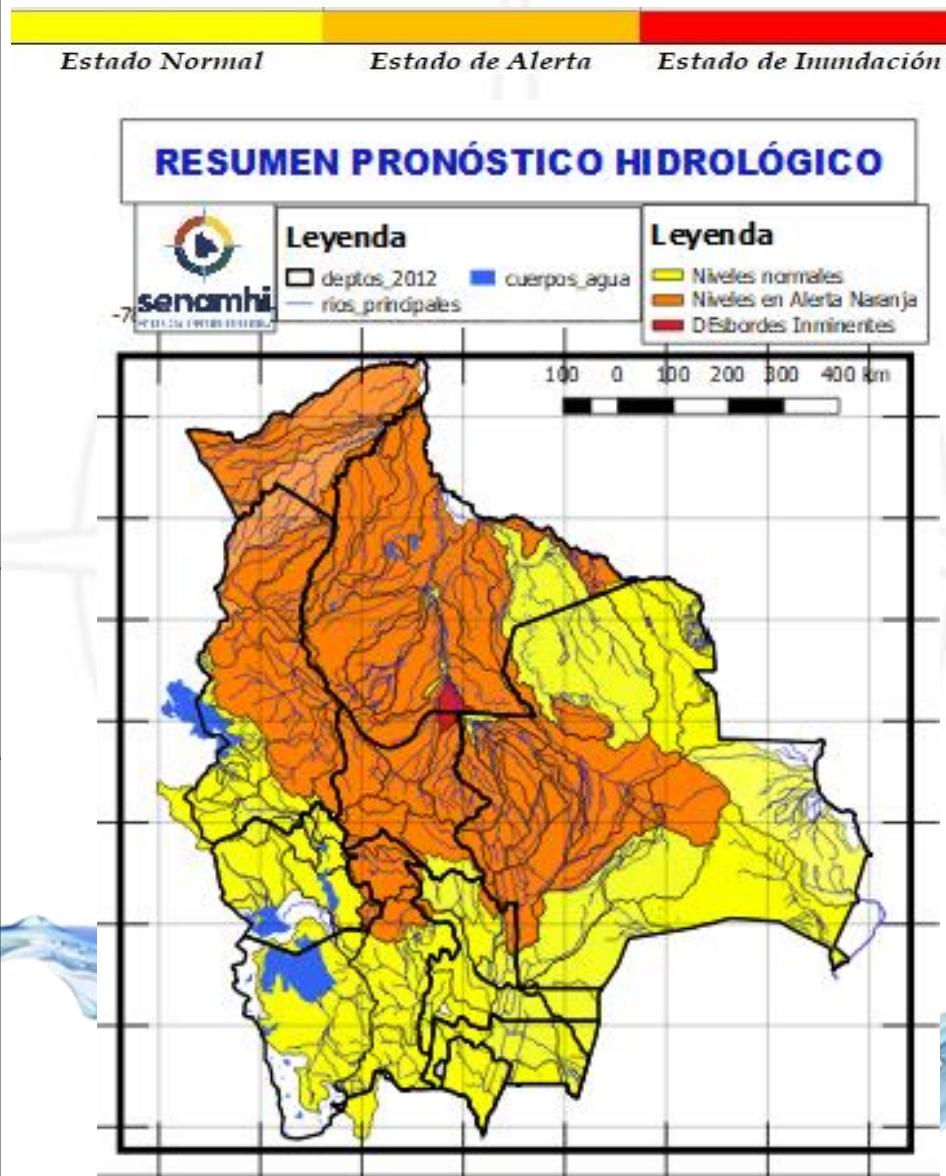 Estado Normal
Estado de Alerta
Estado de Inundación
RESUMEN PRONÓSTICO HIDROLÓGICO
senamhi
Leyenda
deptos_2012
cuerpos_agua
rios_principales
Leyenda
Niveles normales
Niveles en Alerta Naranja
DEsbordes Inminentes
100 0 100 200 300 400 km